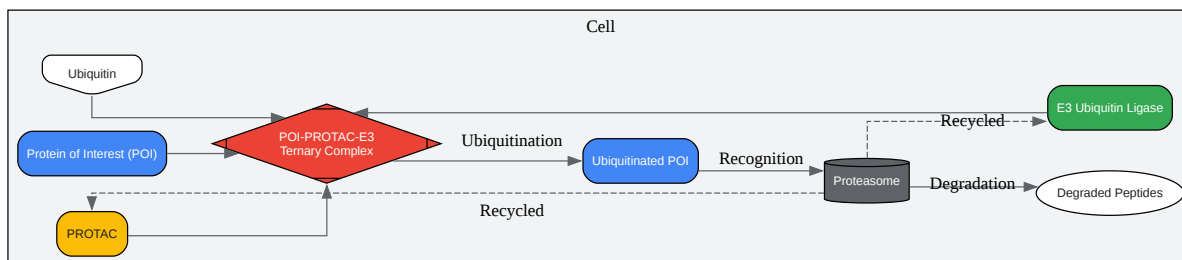 Cell
Ubiquitin
Protein of Interest (POI)
PROTAC
POI-PROTAC-E3
Ternary Complex
Ubiquitination
Ubiquitinated POI
Recognition
Proteasome
Recycled
Recycled
Degradation
E3 Ubiquitin Ligase
Degraded Peptides